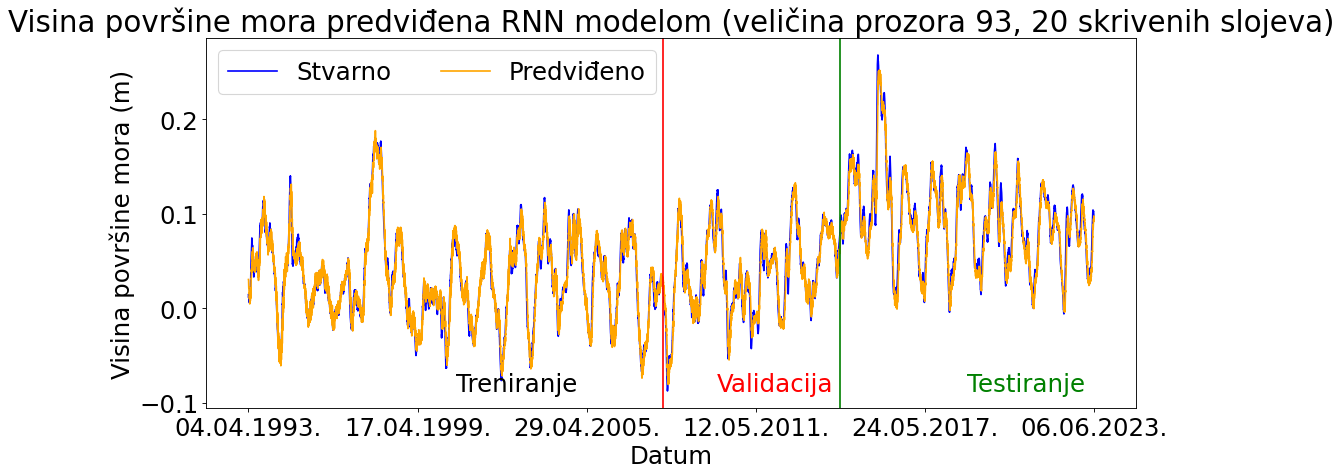 Visina površine mora predviđena RNN modelom (veličina prozora 93, 20 skrivenih slojeva)
Stvarno Predviđeno
Visina površine mora (m)
0.2
0.1
0.0
−0.1
Treniranje Validacija Testiranje
04.04.1993. 17.04.1999. 29.04.2005. 12.05.2011. 24.05.2017. 06.06.2023.
Datum